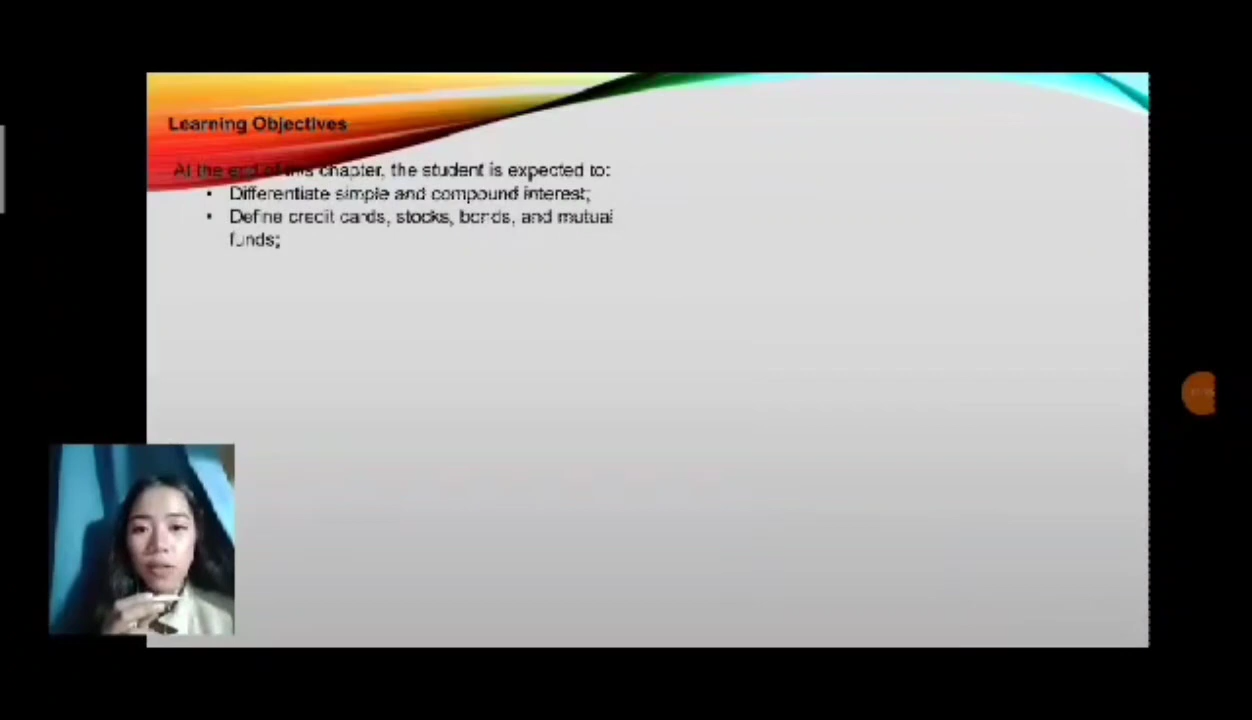 Learning Objectives
At the end of this chapter, the student is expected to:
• Differentiate simple and compound interest;
• Define credit cards, stocks, bonds, and mutual
funds;